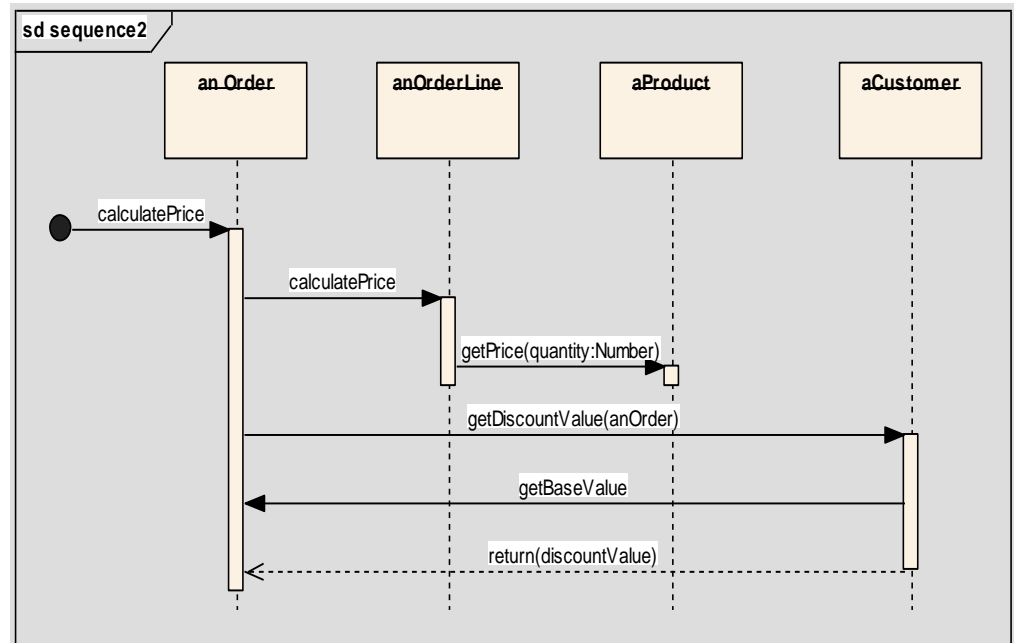 sd sequence2
an Order
anOrderLine
aProduct
aCustomer
calculatePrice
calculatePrice
getPrice(quantity:Number)
getDiscountValue(anOrder)
getBaseValue
return(discountValue)